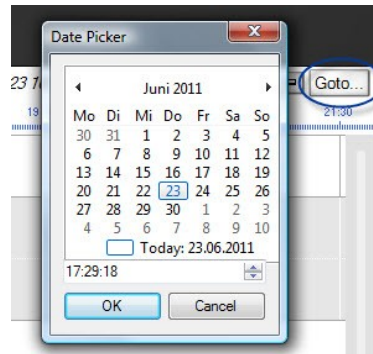 Date Picker
23 1
Goto...
19
21:30
Juni 2011
Mo Di Mi Do Fr Sa So
30 31 1 2 3 4 5
6 7 8 9 10 11 12
13 14 15 16 17 18 19
20 21 22 23 24 25 26
27 28 29 30 1 2 3
4 5 6 7 8 9 10
Today: 23.06.2011
17:29:18
OK Cancel